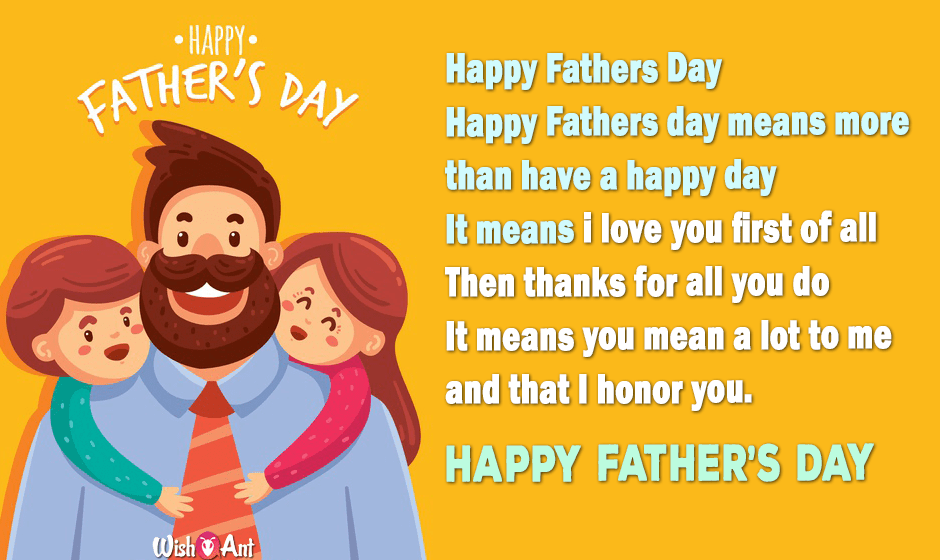 • HAPPY •
FATHER'S DAY
Happy Fathers Day
Happy Fathers day means more
than have a happy day
It means i love you first of all
Then thanks for all you do
It means you mean a lot to me
and that I honor you.
HAPPY FATHER'S DAY
Wish Ant